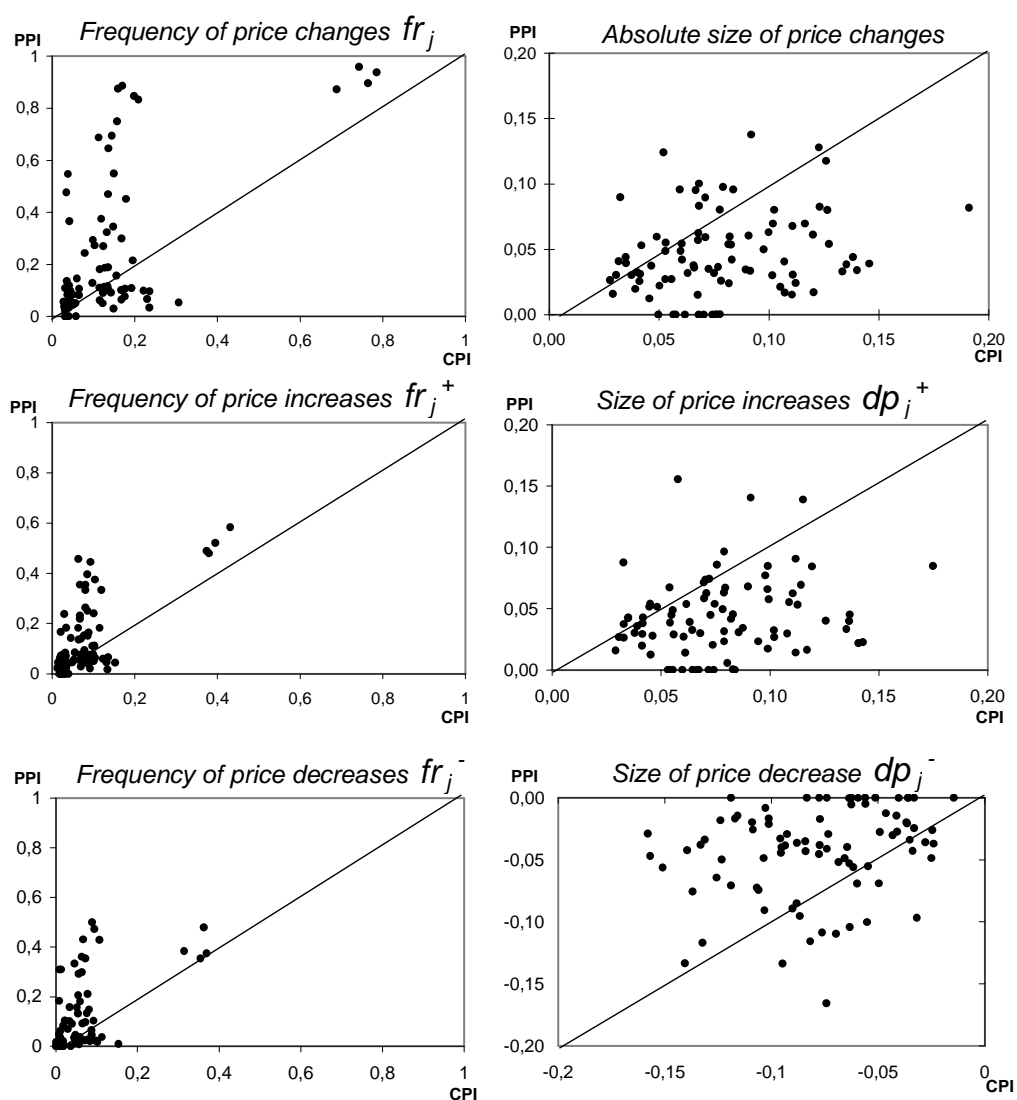 Frequency of price changes fr j
PPI
1
0,8
0,6
0,4
0,2
0
0 0,2 0,4 0,6 0,8 1
CPI
Absolute size of price changes
PPI
0,20
0,15
0,10
0,05
0,00
0,00 0,05 0,10 0,15 0,20
CPI
Frequency of price increases fr j +
PPI
1
0,8
0,6
0,4
0,2
0
0 0,2 0,4 0,6 0,8 1
CPI
Size of price increases dp j +
PPI
0,20
0,15
0,10
0,05
0,00
0,00 0,05 0,10 0,15 0,20
CPI
Frequency of price decreases fr j -
PPI
1
0,8
0,6
0,4
0,2
0
0 0,2 0,4 0,6 0,8 1
CPI
Size of price decrease dp j -
PPI
0,00
-0,05
-0,10
-0,15
-0,20
-0,2 -0,15 -0,1 -0,05 0
CPI